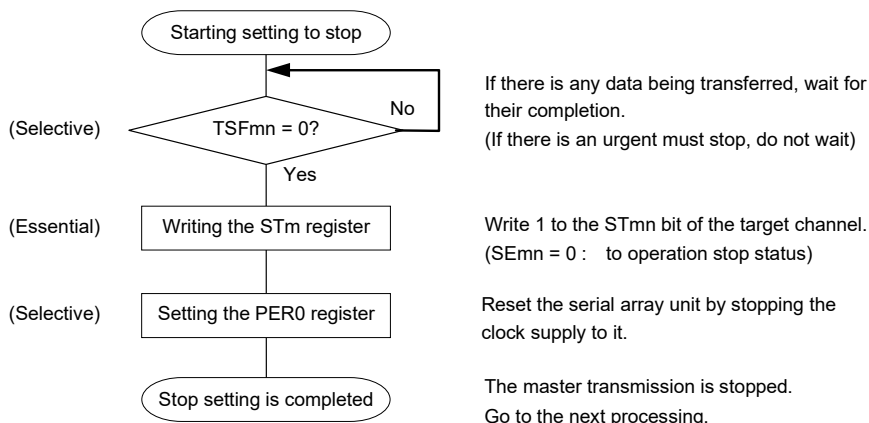 Starting setting to stop
If there is any data being transferred, wait for
their completion.
(If there is an urgent must stop, do not wait)
(Selective)
TSFmn = 0?
No
Yes
(Essential)
Writing the STm register
Write 1 to the STmn bit of the target channel.
(SEmn = 0 : to operation stop status)
(Selective)
Setting the PER0 register
Reset the serial array unit by stopping the
clock supply to it.
Stop setting is completed
The master transmission is stopped.
Go to the next processing.